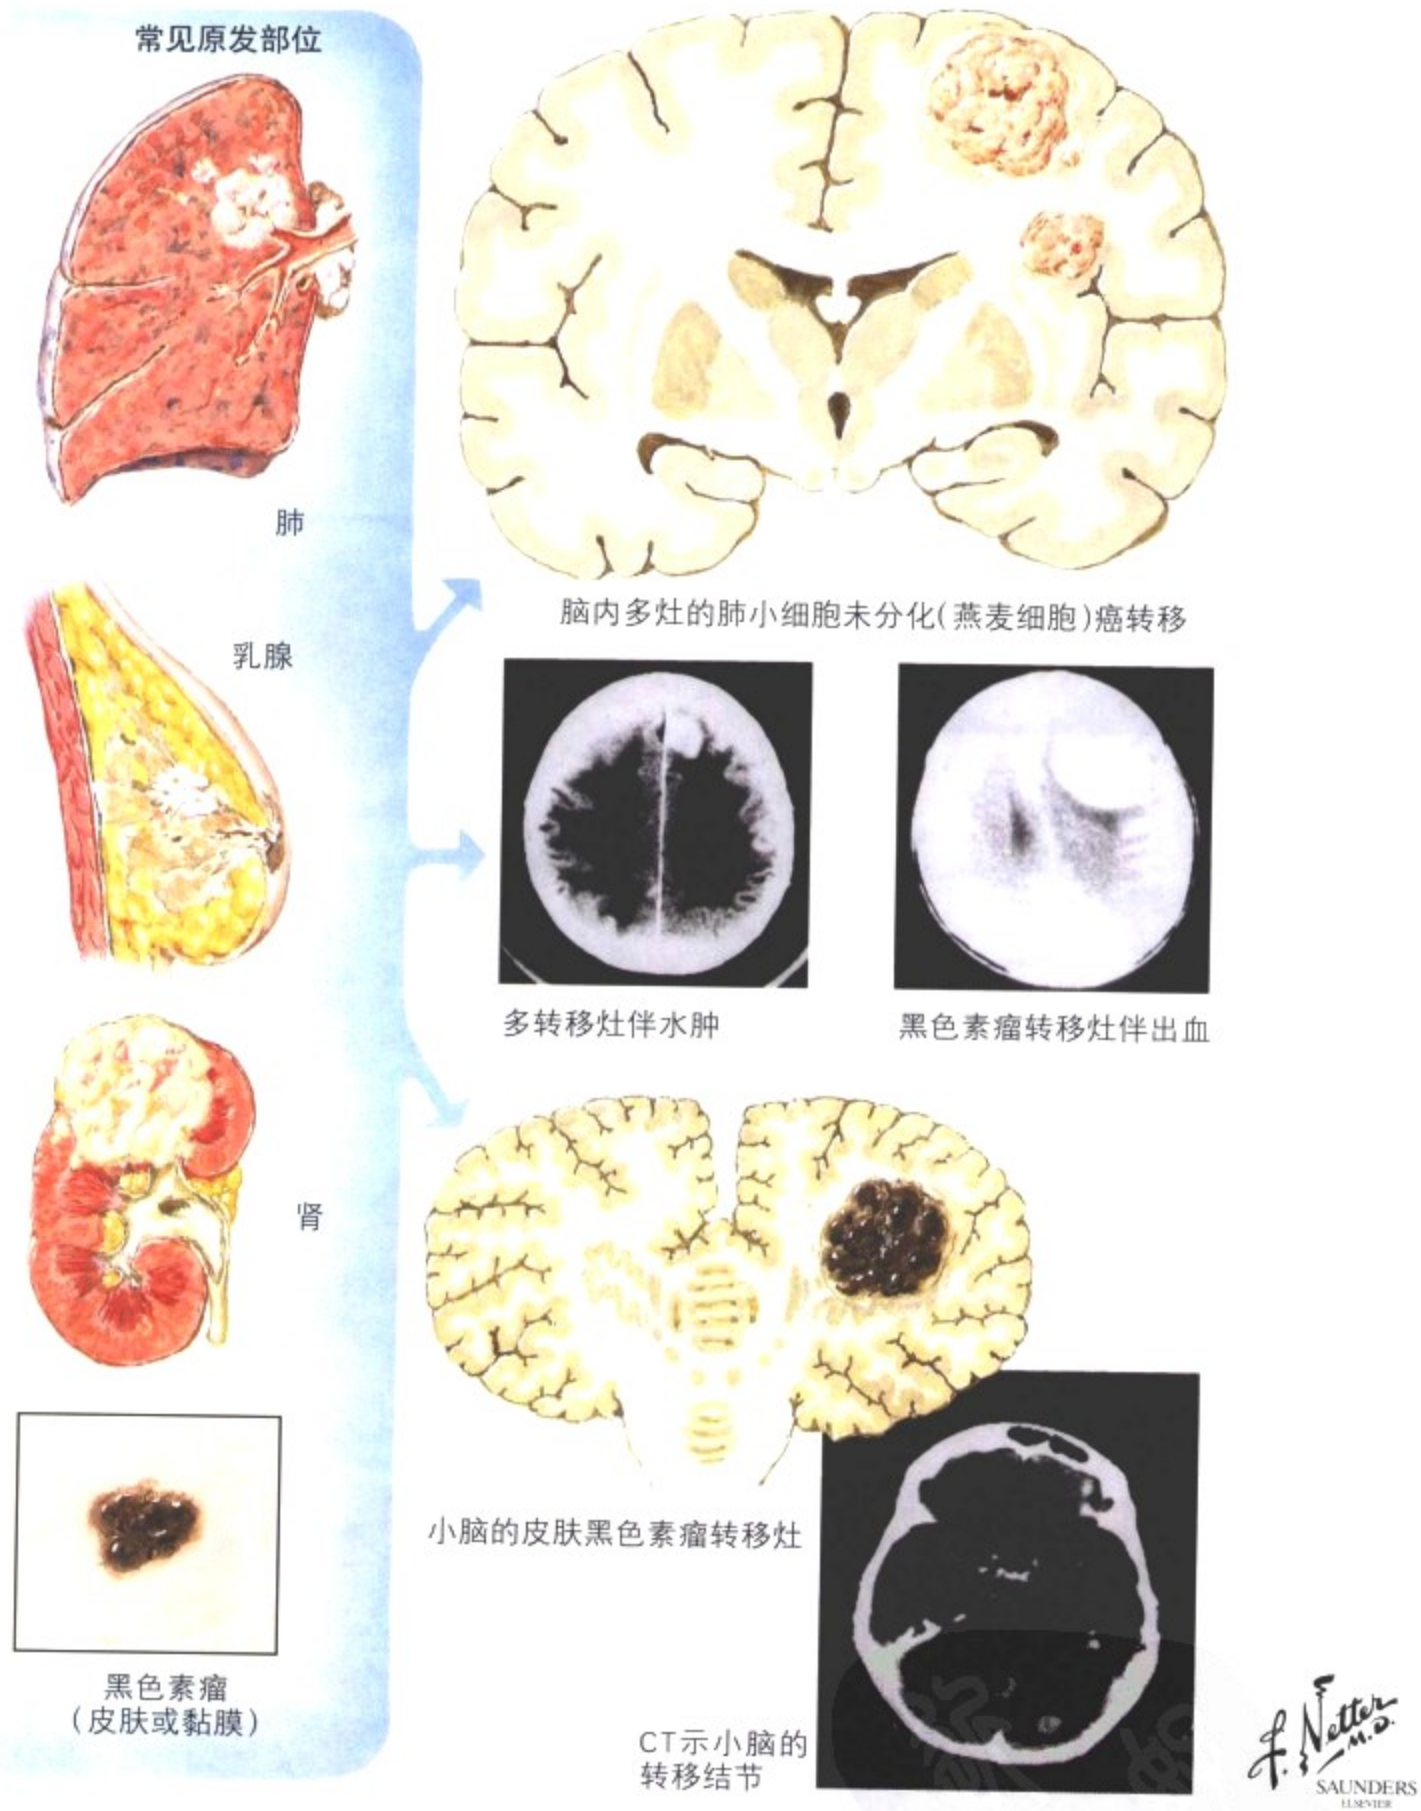 常见原发部位
肺
脑内多灶的肺小细胞未分化(燕麦细胞)癌转移
乳腺
多转移灶伴水肿
黑色素瘤转移灶伴出血
肾
小脑的皮肤黑色素瘤转移灶
黑色素瘤
(皮肤或黏膜)
CT示小脑的
转移结节
F. Netter
M.D.
SAUNDERS
ELSEVIER